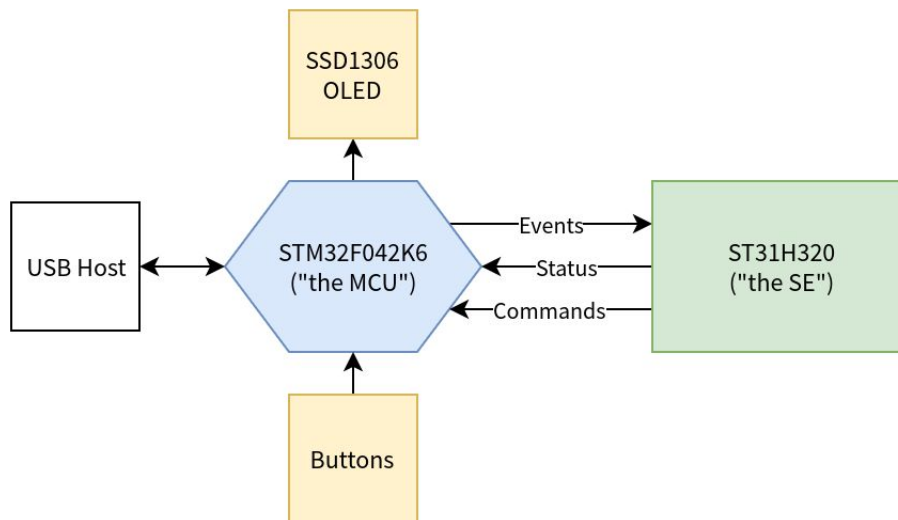 SSD1306
OLED
USB Host
STM32F042K6
("the MCU")
Events
Status
Commands
ST31H320
("the SE")
Buttons